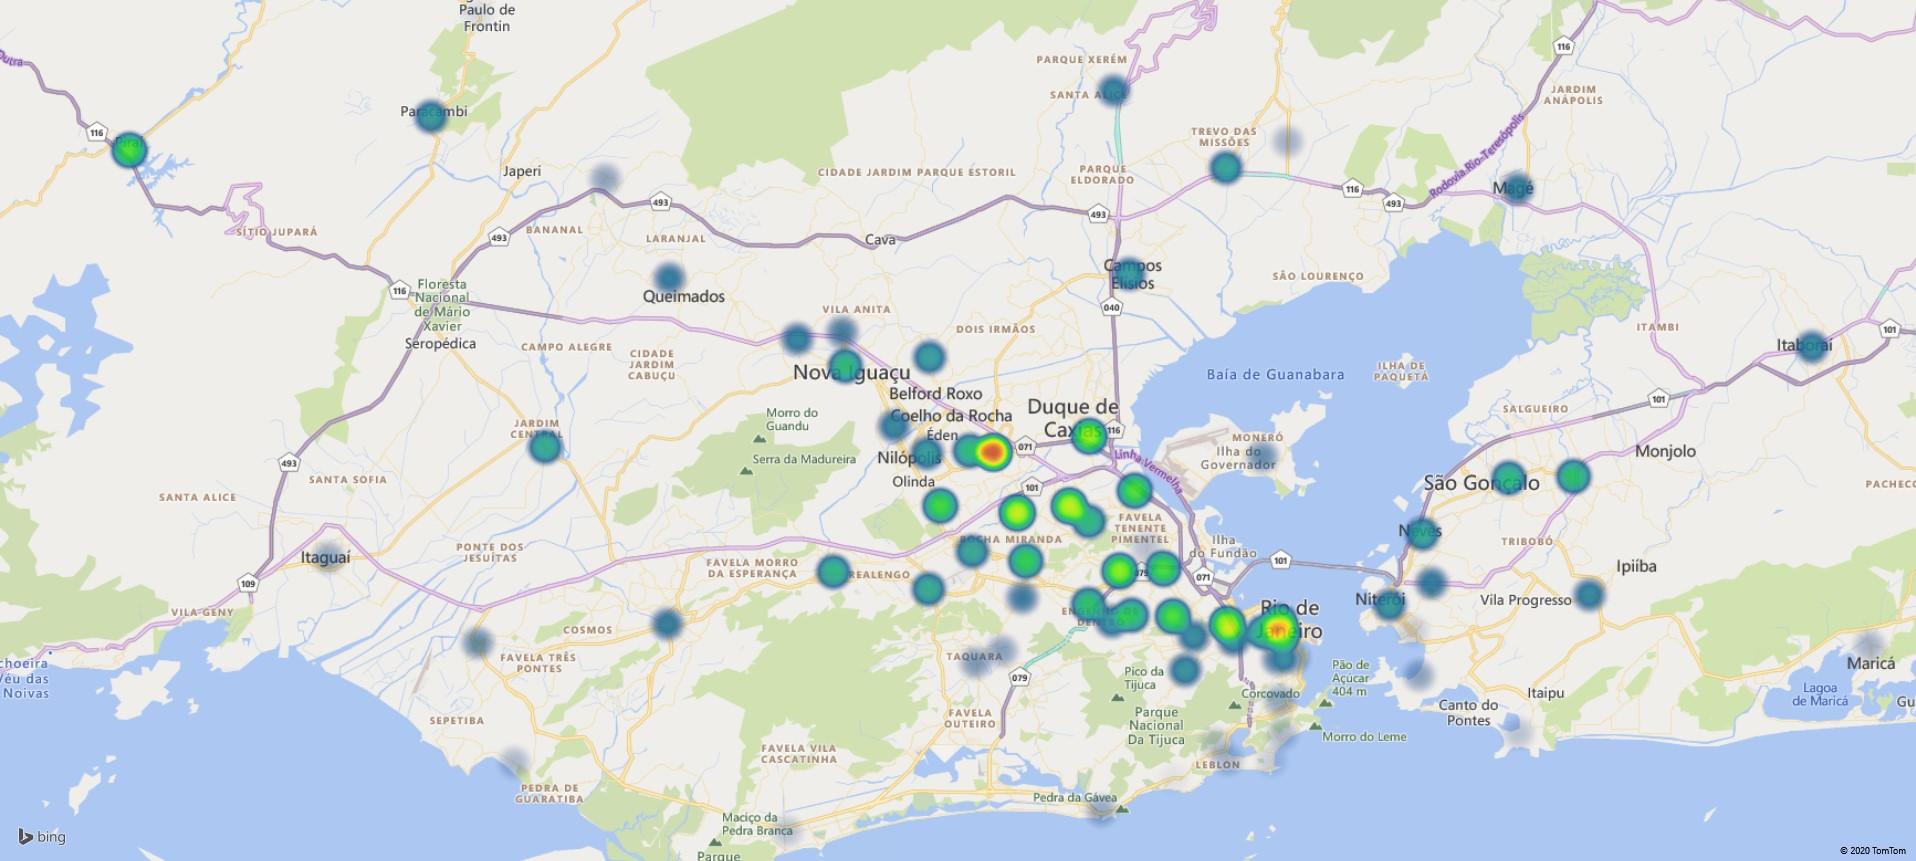 Paulo de
Frontin
116
PARQUE XERÉM
JARDIM
ANÁPOLIS
Dutra
SANTA ALICE
Paracambi
116
Piraí
TREVO DAS
MISSÕES
Rodovia Rio-Teresópolis
Japeri
CIDADE JARDIM PARQUE ESTORIL
PARQUE
ELDORADO
116
493
Magé
493
493
SÍTIO JUPARÁ
BANANAL
493
LARANJAL
Cava
Campos
Elísios
SÃO LOURENÇO
116
Floresta
Nacional
de Mário
Xavier
Seropédica
Queimados
VILA ANITA
040
DOIS IRMÃOS
ITAMBI
101
Itaboraí
CAMPO ALEGRE
CIDADE
JARDIM
CABUÇU
Nova Iguaçu
Baía de Guanabara
ILHA DE
PAQUETÁ
Belford Roxo
101
Duque de
Caxias
Coelho da Rocha
SALGUEIRO
Morro do
Guandu
JARDIM
CENTRAL
Éden
071
116
MONERÓ
Ilha do
Governador
Monjolo
493
Serra da Madureira
Nilópolis
Linha Vermelha
SANTA SOFIA
Olinda
101
São Gonçalo
PACHECO
SANTA ALICE
FAVELA
TENENTE
PIMENTEL
Neves
Itaguaí
PONTE DOS
JESUÍTAS
ROCHA MIRANDA
Ilha
do Fundão
TRIBOBÓ
101
FAVELA MORRO
DA ESPERANÇA
REALENGO
079
071
Ipiíba
109
VILA GENY
Niterói
Vila Progresso
ENGENHO DE
DENTRO
Rio de
Janeiro
COSMOS
FAVELA TRÊS
PONTES
TAQUARA
079
Pico da
Tijuca
Pão de
Açúcar
404 m
Maricá
choeira
Véu das
Noivas
Corcovado
Itaipu
Lagoa
de Maricá
Gu
SEPETIBA
FAVELA
OUTEIRO
Parque
Nacional
Da Tijuca
Canto do
Pontes
Morro do Leme
FAVELA VILA
CASCATINHA
LEBLON
PEDRA DE
GUARATIBA
Pedra da Gávea
Maciço da
Pedra Branca
Parque
bing
© 2020 TomTom